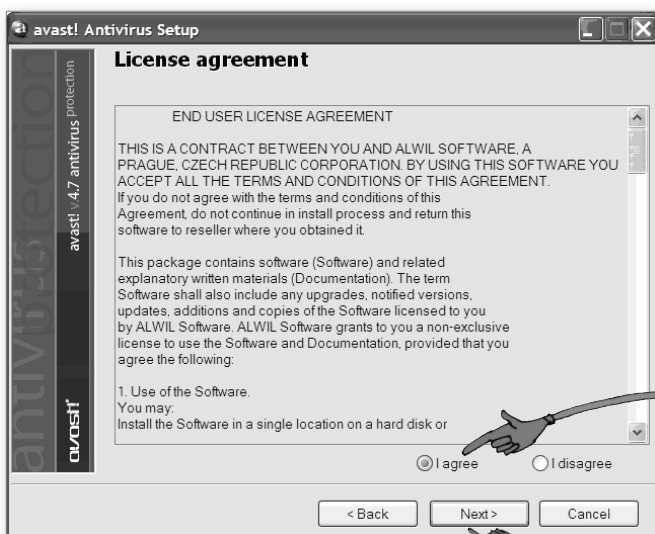 avast! Antivirus Setup
License agreement
avast! v.4.7 antivirus protection
avast!
antivirus
protection
END USER LICENSE AGREEMENT
THIS IS A CONTRACT BETWEEN YOU AND ALWIL SOFTWARE, A
PRAGUE, CZECH REPUBLIC CORPORATION. BY USING THIS SOFTWARE YOU
ACCEPT ALL THE TERMS AND CONDITIONS OF THIS AGREEMENT.
If you do not agree with the terms and conditions of this
Agreement, do not continue in install process and return this
software to reseller where you obtained it.
This package contains software (Software) and related
explanatory written materials (Documentation). The term
Software shall also include any upgrades, notified versions,
updates, additions and copies of the Software licensed to you
by ALWIL Software. ALWIL Software grants to you a non-exclusive
license to use the Software and Documentation, provided that you
agree the following:
1. Use of the Software.
You may:
Install the Software in a single location on a hard disk or
I agree
I disagree
< Back
Next >
Cancel